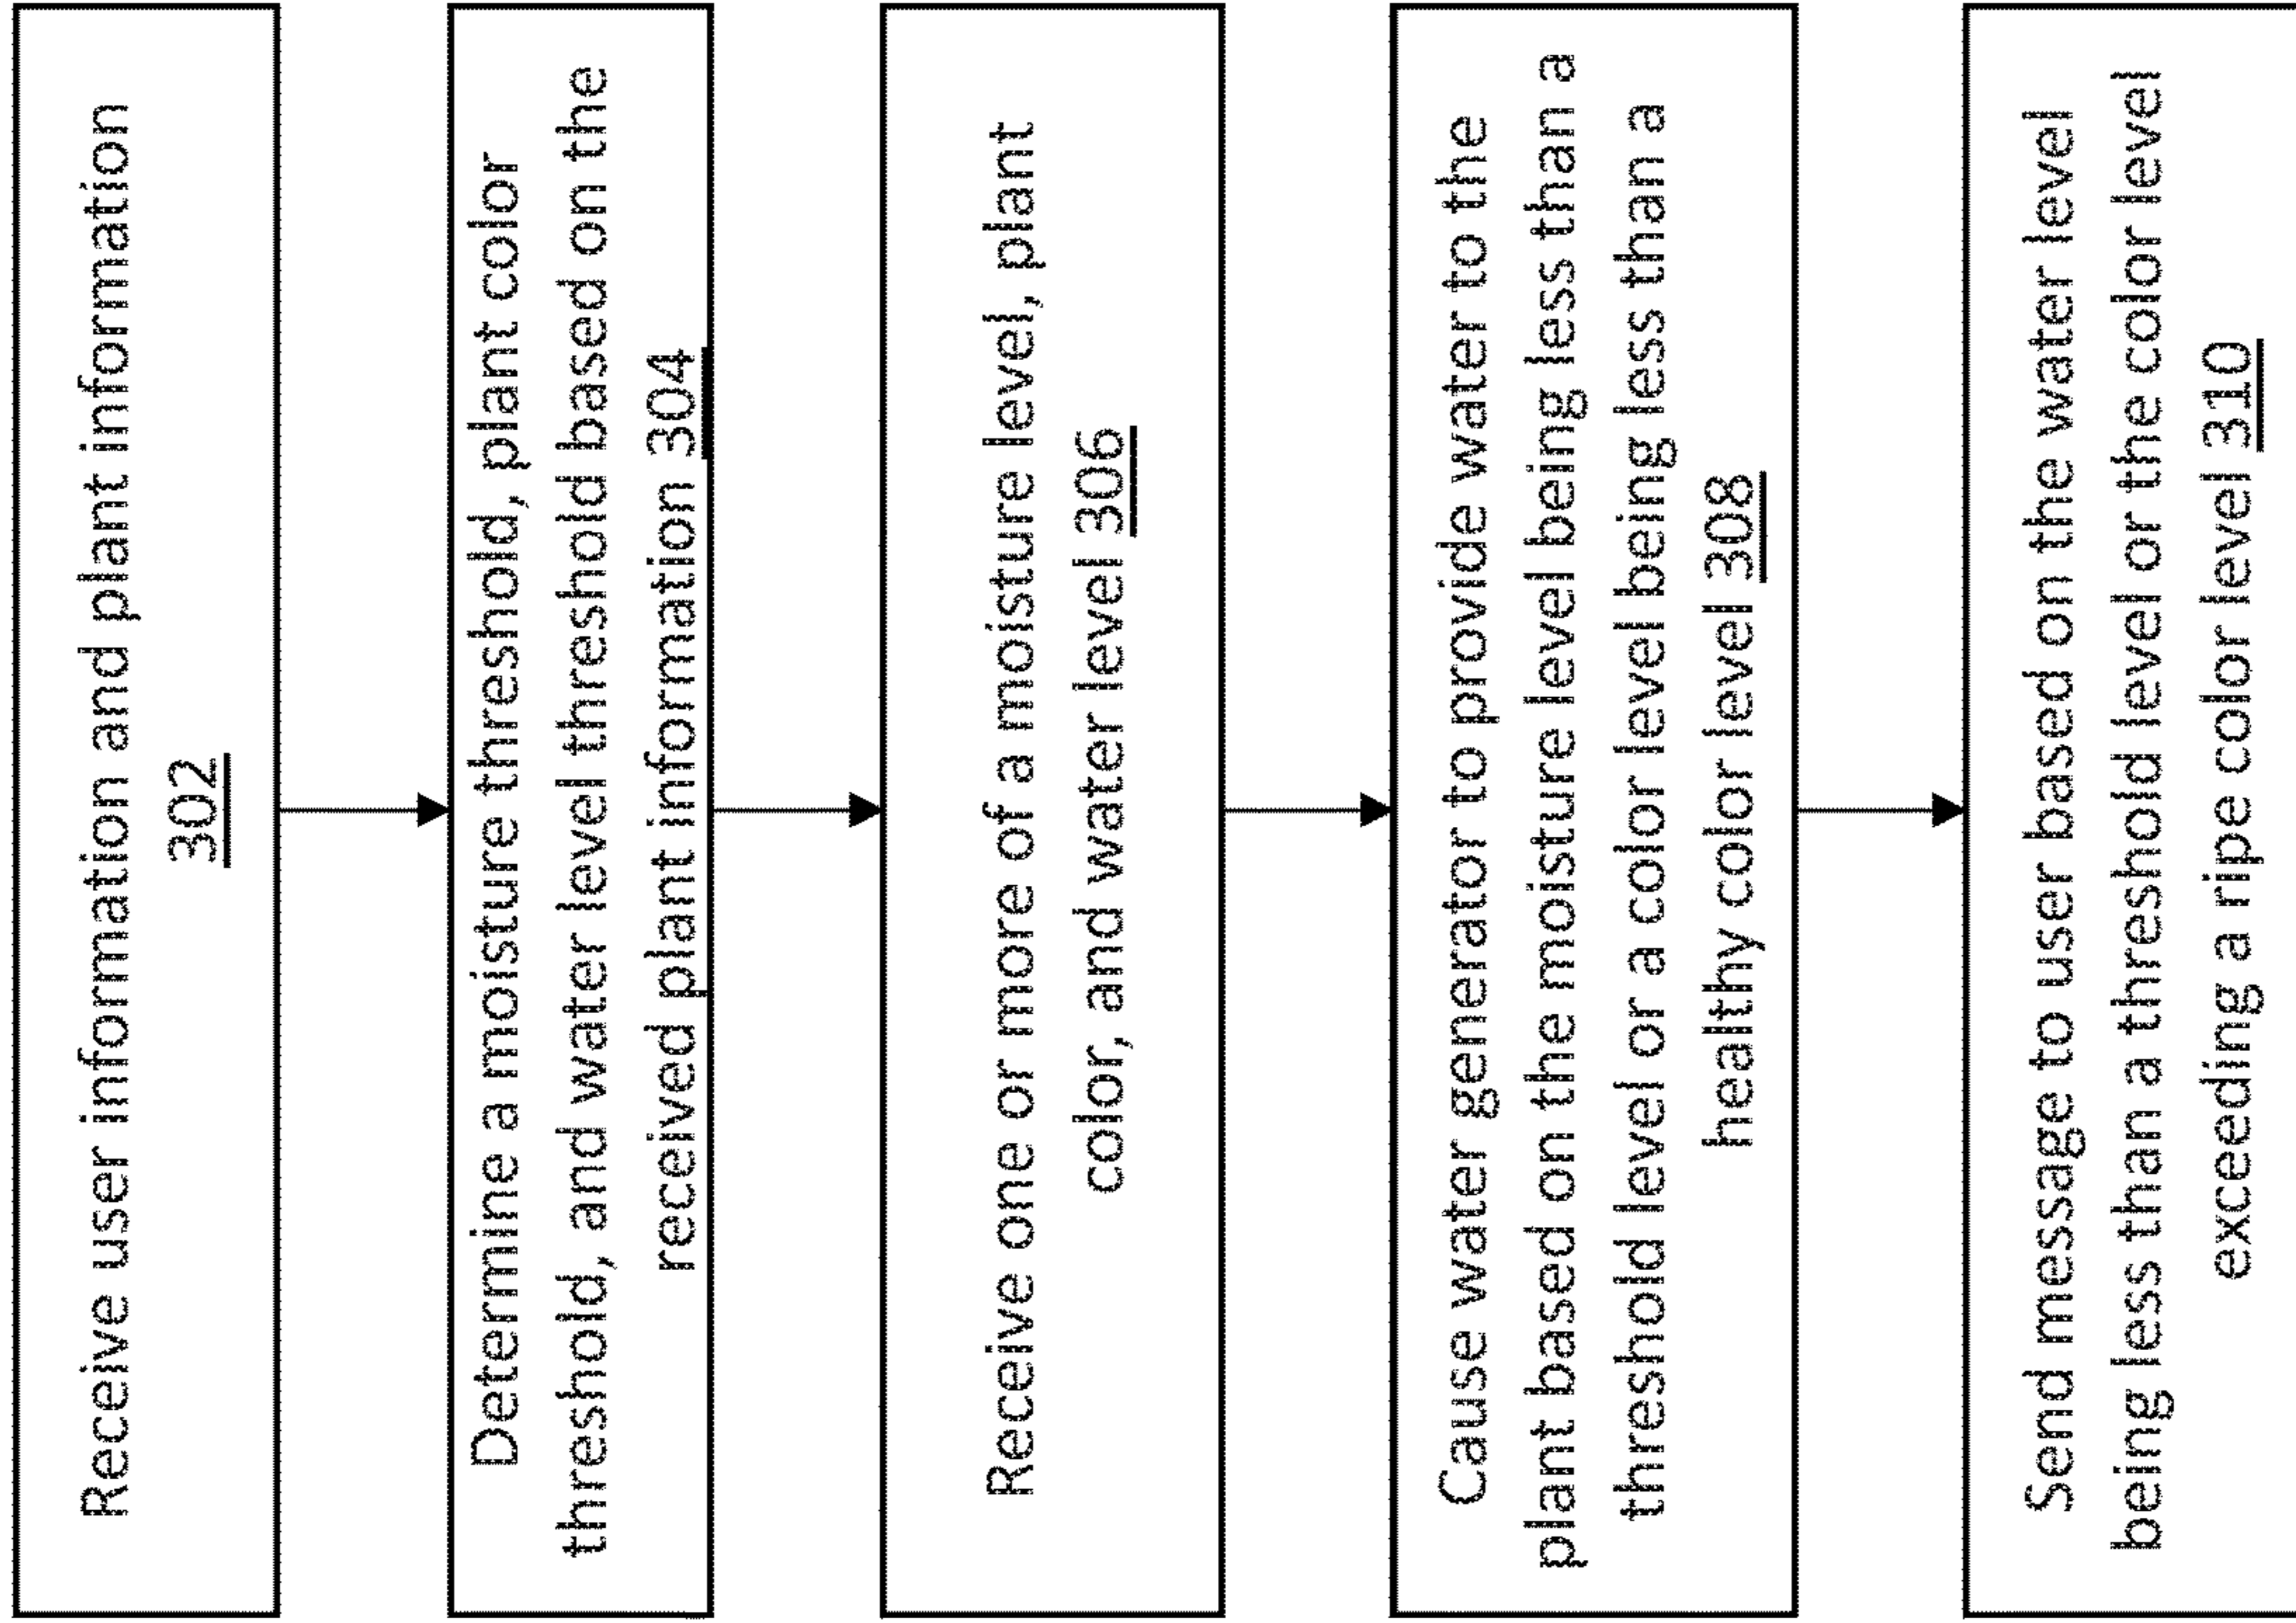 Receive user information and plant information
302
Determine a moisture threshold, plant color
threshold, and water level threshold based on the
received plant information 304
Receive one or more of a moisture level, plant
color, and water level 306
Cause water generator to provide water to the
plant based on the moisture level being less than a
threshold level or a color level being less than a
healthy color level 308
Send message to user based on the water level
being less than a threshold level or the color level
exceeding a ripe color level 310